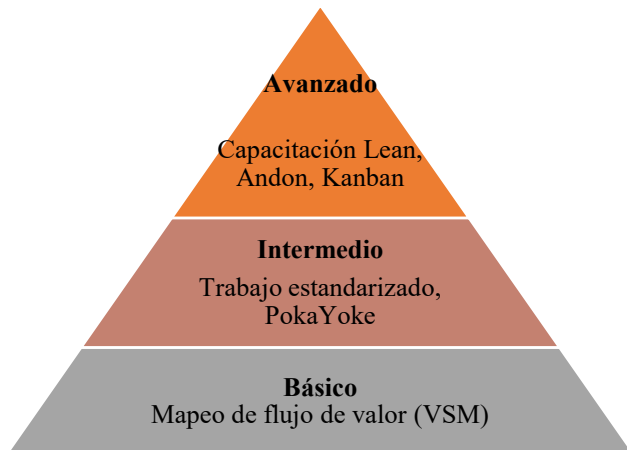 Avanzado
Capacitación Lean,
Andon, Kanban
Intermedio
Trabajo estandarizado,
PokaYoke
Básico
Mapeo de flujo de valor (VSM)